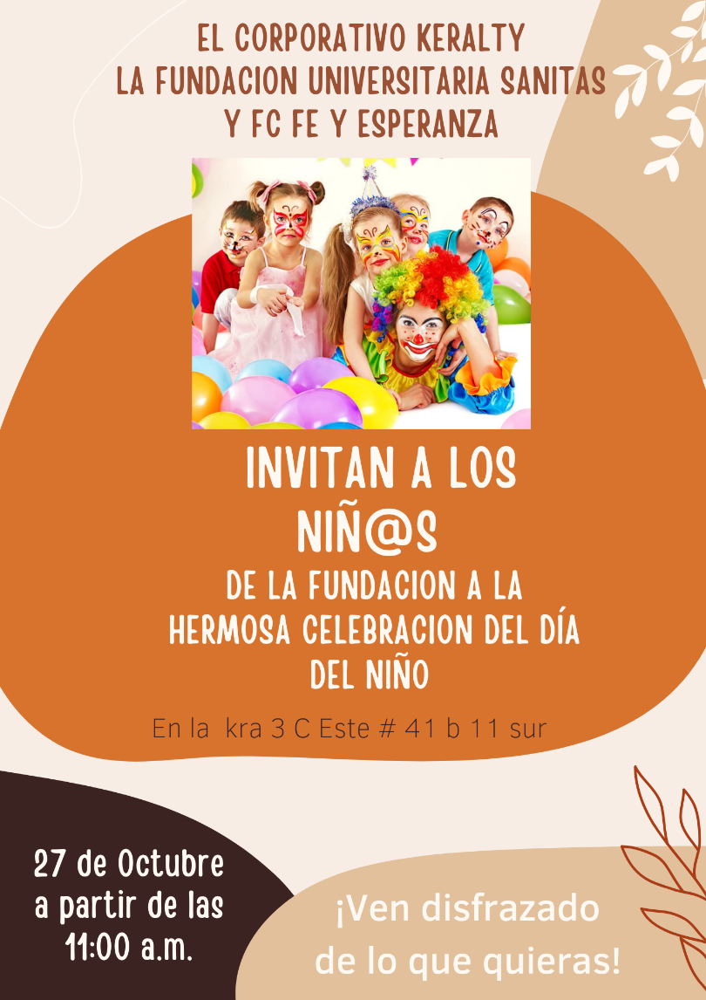 EL CORPORATIVO KERALTY
LA FUNDACION UNIVERSITARIA SANITAS
Y FC FE Y ESPERANZA
INVITAN A LOS
NIÑ@S
DE LA FUNDACION A LA
HERMOSA CELEBRACION DEL DÍA
DEL NIÑO
En la kra 3 C Este # 41 b 11 sur
27 de Octubre
a partir de las
11:00 a.m.
¡Ven disfrazado
de lo que quieras!